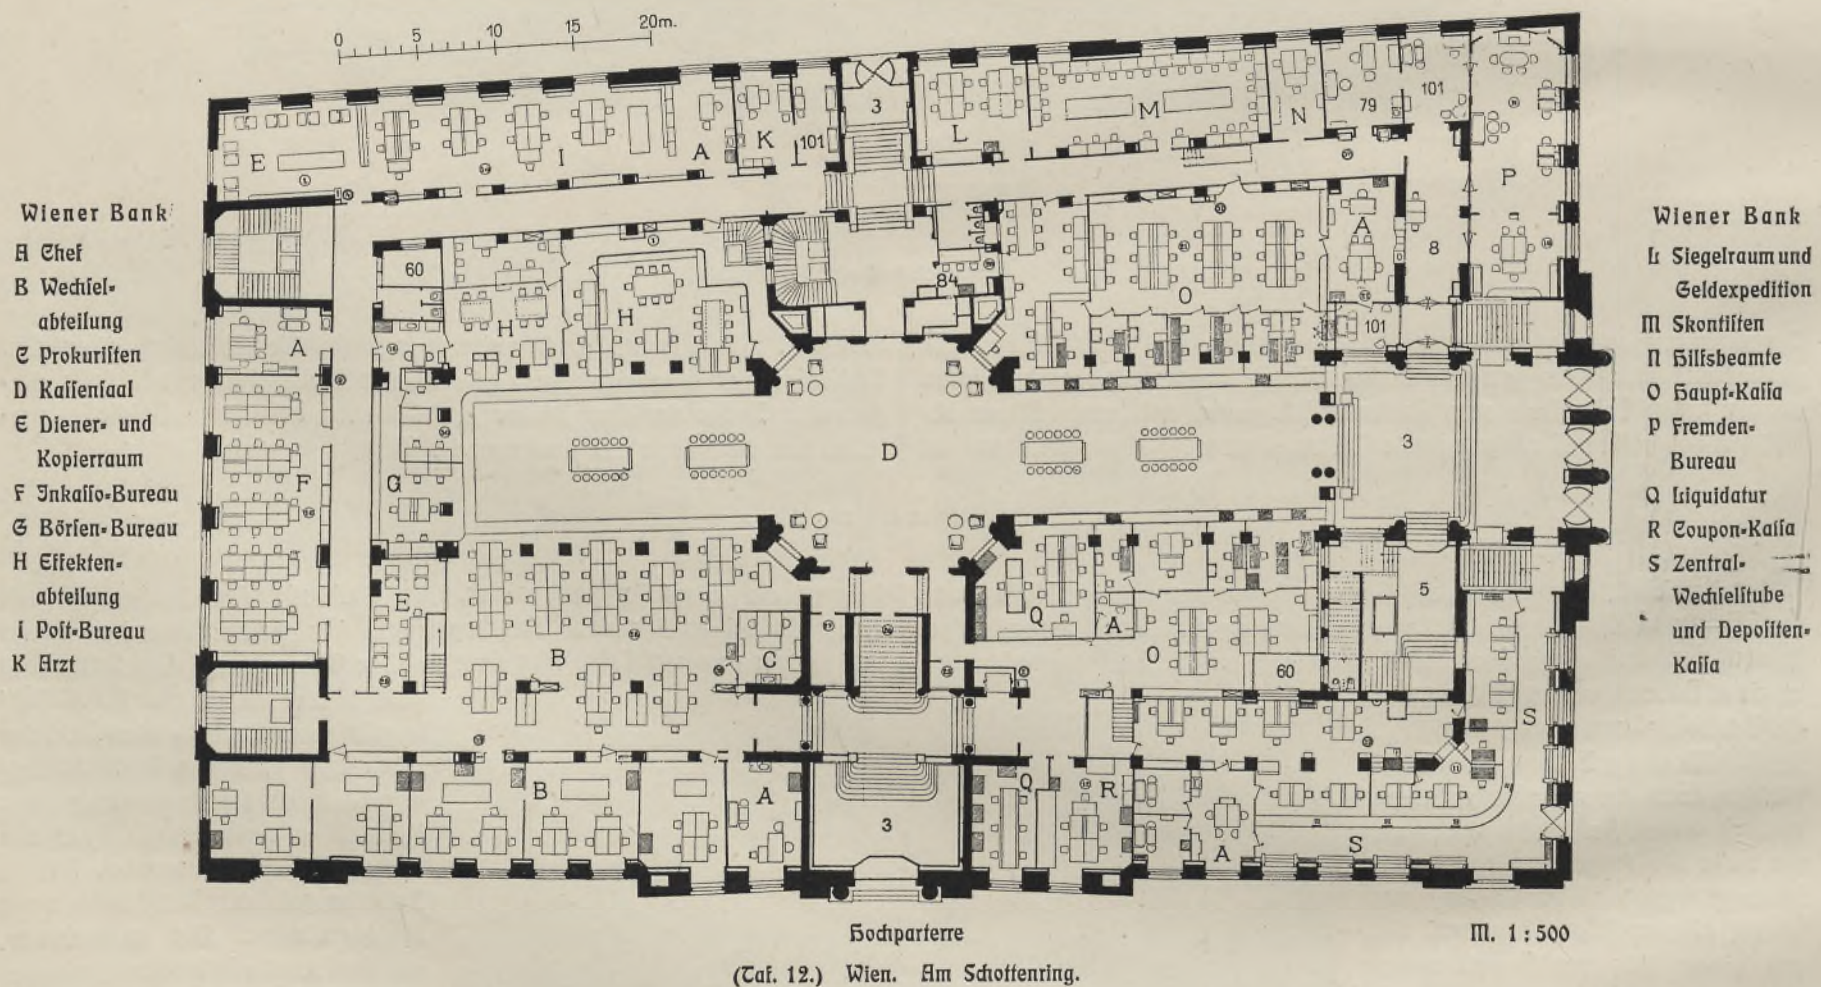 0 5 10 15 20m.
Wiener Bank
A Chef
B Wechsel-
abteilung
C Prokuristen
D Kassensaal
E Diener- und
Kopierraum
F Inkasso-Bureau
G Börsen-Bureau
H Effekten-
abteilung
I Post-Bureau
K Arzt
E I A K 101 3 L M N 79 101 P
60 H H 84 O A 8 101
A F G D 3
E B C Q A O 60 5 S
B A 3 Q R A S
Wiener Bank
L Siegelraum und
Geldexpedition
M Skontisten
N Hilfsbeamte
O Haupt-Kassa
P Fremden-
Bureau
Q Liquidatur
R Coupon-Kassa
S Zentral-
Wechselstube
und Depositen-
Kassa
Hochparterre
M. 1 : 500
(Taf. 12.) Wien. Am Schottenring.